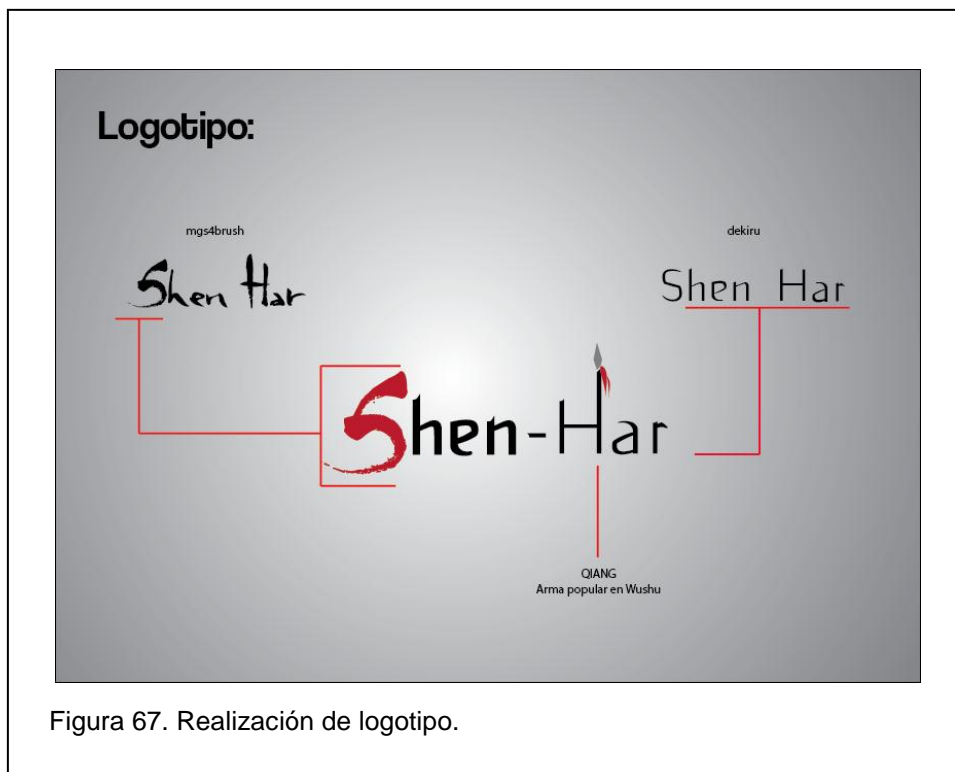 Logotipo:
mgs4brush
dekiru
Shen Har
Shen Har
Shen-Har
QIANG
Arma popular en Wushu
Figura 67. Realización de logotipo.